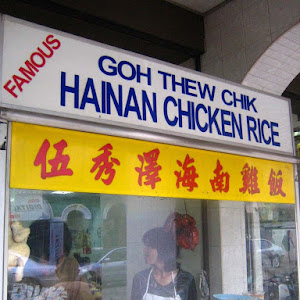 FAMOUS
GOH THEW CHIK
HAINAN CHICKEN RICE
伍秀澤海南雞飯